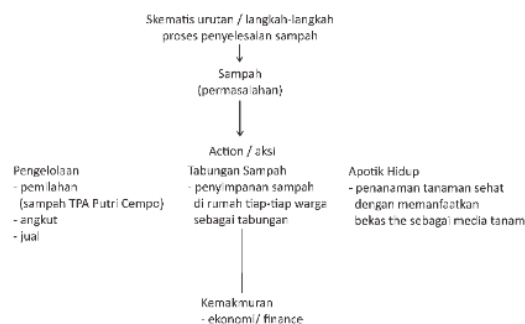 Skematis urutan / langkah-langkah
proses penyelesaian sampah
Sampah
(permasalahan)
Action / aksi
Pengelolaan
- pemilahan
(sampah TPA Putri Cempo)
- angkut
- jual
Tabungan Sampah
- penyimpanan sampah
di rumah tiap-tiap warga
sebagai tabungan
Apotik Hidup
- penanaman tanaman sehat
dengan memanfaatkan
bekas the sebagai media tanam
Kemakmuran
- ekonomi/ finance